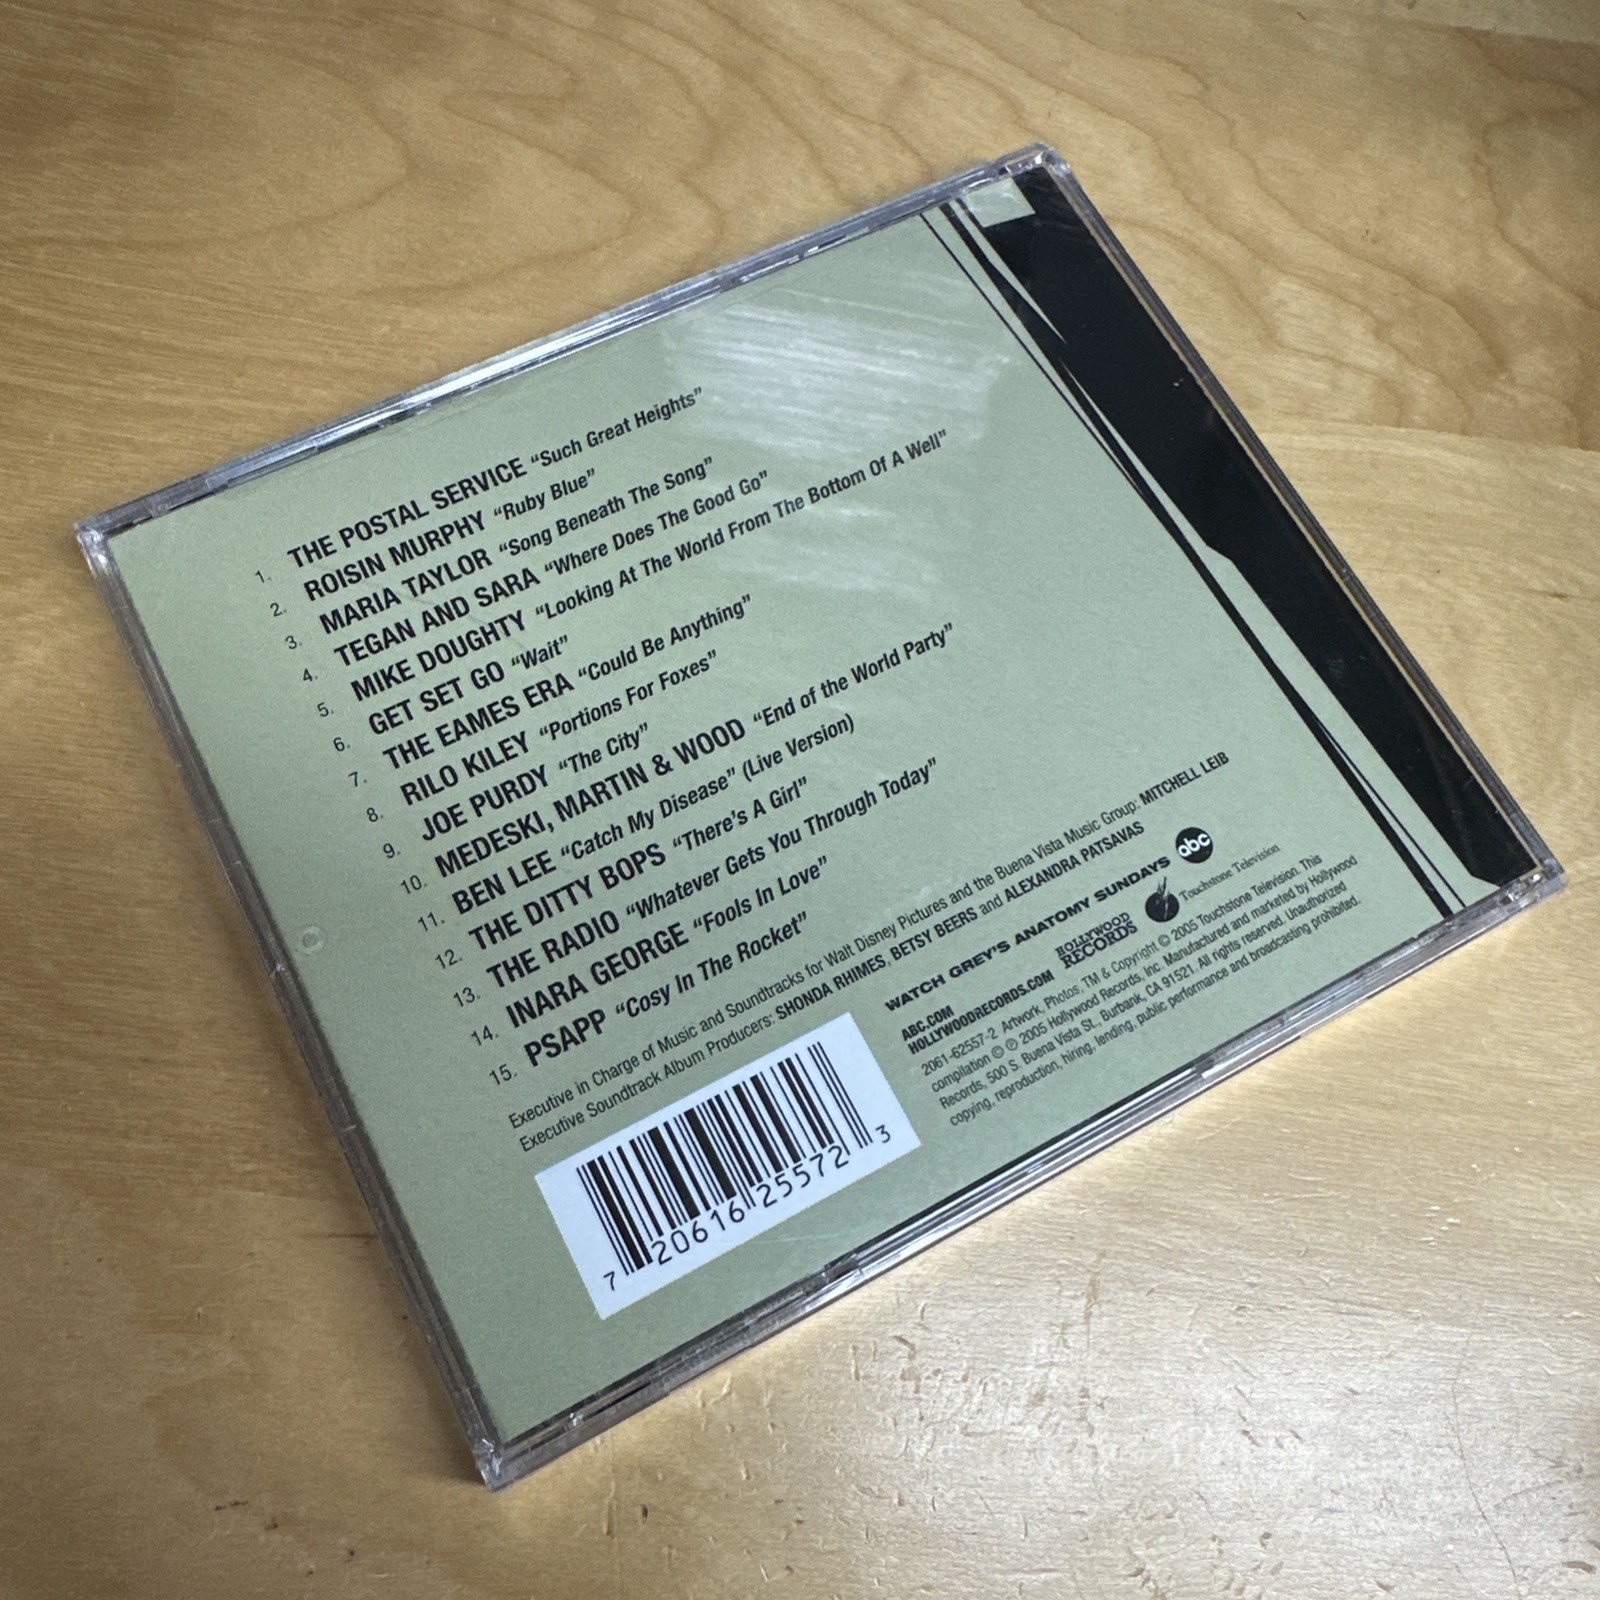 1. THE POSTAL SERVICE “Such Great Heights”
2. ROISIN MURPHY “Ruby Blue”
3. MARIA TAYLOR “Song Beneath The Song”
4. TEGAN AND SARA “Where Does The Good Go”
5. MIKE DOUGHTY “Looking At The World From The Bottom Of A Well”
6. GET SET GO “Wait”
7. THE EAMES ERA “Could Be Anything”
8. RILO KILEY “Portions For Foxes”
9. JOE PURDY “The City”
10. MEDESKI, MARTIN & WOOD “End of the World Party”
11. BEN LEE “Catch My Disease” (Live Version)
12. THE DITTY BOPS “There’s A Girl”
13. THE RADIO “Whatever Gets You Through Today”
14. INARA GEORGE “Fools In Love”
15. PSAPP “Cosy In The Rocket”
Executive in Charge of Music and Soundtracks for Walt Disney Pictures and the Buena Vista Music Group: MITCHELL LEIB
Executive Soundtrack Album Producers: SHONDA RHIMES, BETSY BEERS and ALEXANDRA PATSAVAS
WATCH GREY’S ANATOMY SUNDAYS abc
ABC.COM
HOLLYWOODRECORDS.COM
HOLLYWOOD
RECORDS
Touchstone Television
2061-62557-2 Artwork, Photos, TM & Copyright © 2005 Touchstone Television. This
compilation © ℗ 2005 Hollywood Records, Inc. Manufactured and marketed by Hollywood
Records, 500 S. Buena Vista St., Burbank, CA 91521. All rights reserved. Unauthorized
copying, reproduction, hiring, lending, public performance and broadcasting prohibited.
7 20616 25572 3